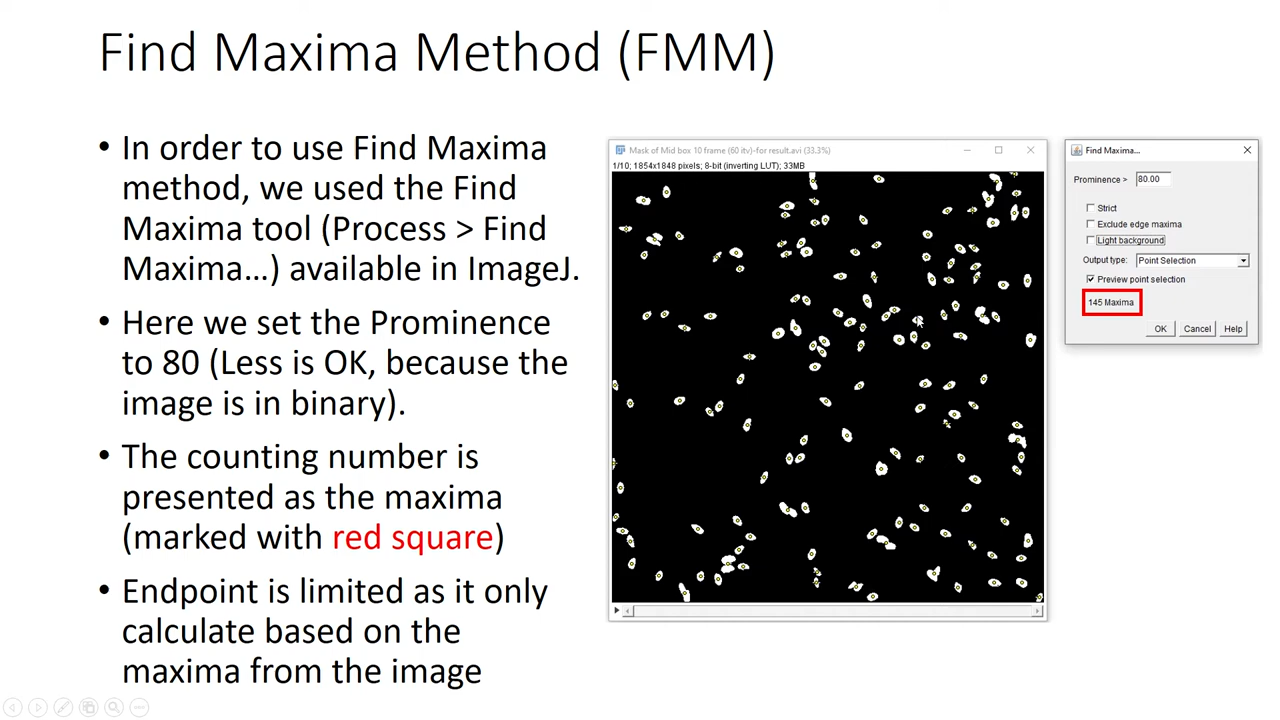 Find Maxima Method (FMM)
• In order to use Find Maxima
method, we used the Find
Maxima tool (Process > Find
Maxima...) available in ImageJ.
• Here we set the Prominence
to 80 (Less is OK, because the
image is in binary).
• The counting number is
presented as the maxima
(marked with red square)
• Endpoint is limited as it only
calculate based on the
maxima from the image
Mask of Mid box 10 frame (60 itv)-for result.avi (33.3%)
1/10; 1854x1848 pixels; 8-bit (inverting LUT); 33MB
Find Maxima...
Prominence > 80.00
Strict
Exclude edge maxima
Light background
Output type: Point Selection
Preview point selection
145 Maxima
OK Cancel Help